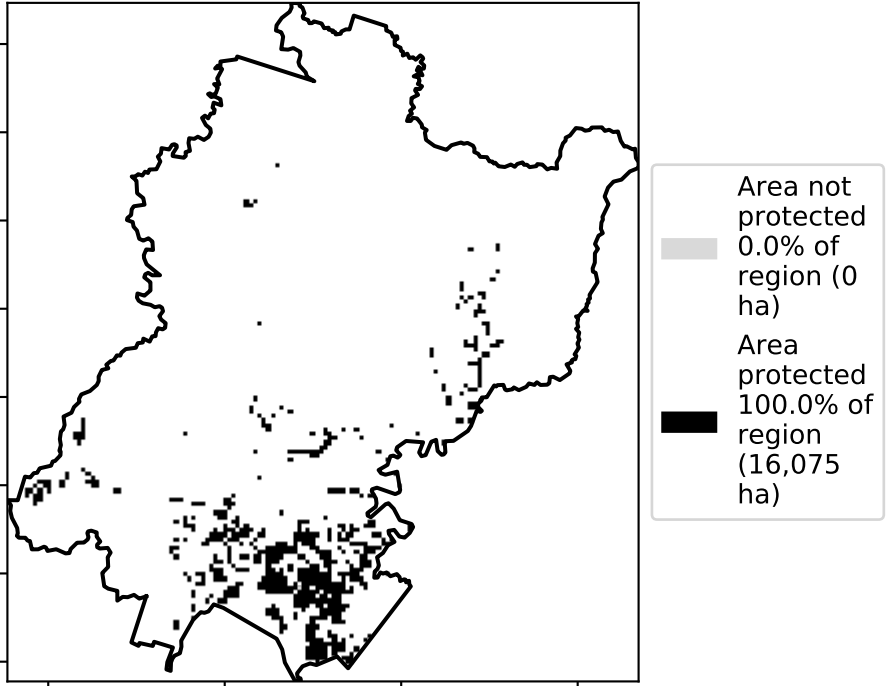 Area not
protected
0.0% of
region (0
ha)
Area
protected
100.0% of
region
(16,075
ha)